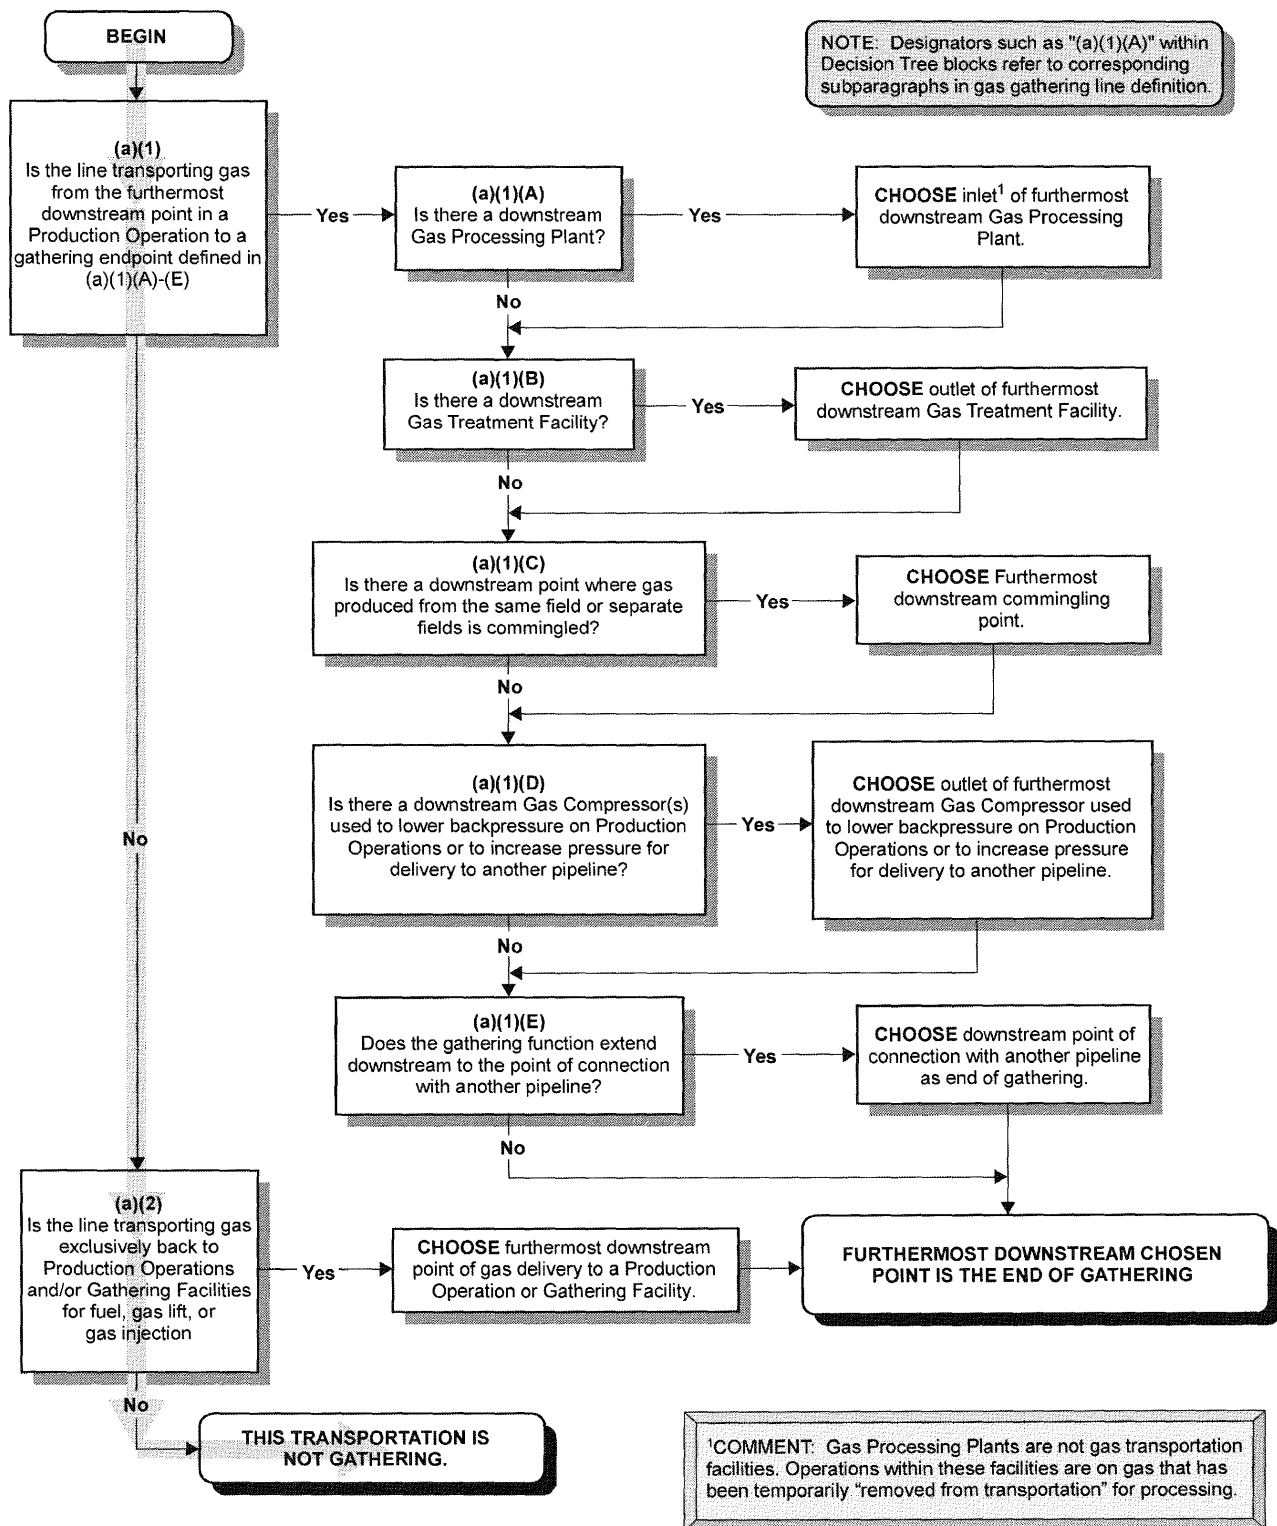 BEGIN
NOTE: Designators such as "(a)(1)(A)" within
Decision Tree blocks refer to corresponding
subparagraphs in gas gathering line definition.
(a)(1)
Is the line transporting gas
from the furthermost
downstream point in a
Production Operation to a
gathering endpoint defined in
(a)(1)(A)-(E)
Yes
(a)(1)(A)
Is there a downstream
Gas Processing Plant?
Yes
CHOOSE inlet¹ of furthermost
downstream Gas Processing
Plant.
No
(a)(1)(B)
Is there a downstream
Gas Treatment Facility?
Yes
CHOOSE outlet of furthermost
downstream Gas Treatment Facility.
No
(a)(1)(C)
Is there a downstream point where gas
produced from the same field or separate
fields is commingled?
Yes
CHOOSE Furthermost
downstream commingling
point.
No
(a)(1)(D)
Is there a downstream Gas Compressor(s)
used to lower backpressure on Production
Operations or to increase pressure for
delivery to another pipeline?
Yes
CHOOSE outlet of furthermost
downstream Gas Compressor used
to lower backpressure on Production
Operations or to increase pressure
for delivery to another pipeline.
No
No
(a)(1)(E)
Does the gathering function extend
downstream to the point of connection
with another pipeline?
Yes
CHOOSE downstream point of
connection with another pipeline
as end of gathering.
No
(a)(2)
Is the line transporting gas
exclusively back to
Production Operations
and/or Gathering Facilities
for fuel, gas lift, or
gas injection
Yes
CHOOSE furthermost downstream
point of gas delivery to a Production
Operation or Gathering Facility.
FURTHERMOST DOWNSTREAM CHOSEN
POINT IS THE END OF GATHERING
No
THIS TRANSPORTATION IS
NOT GATHERING.
¹COMMENT: Gas Processing Plants are not gas transportation
facilities. Operations within these facilities are on gas that has
been temporarily “removed from transportation” for processing.